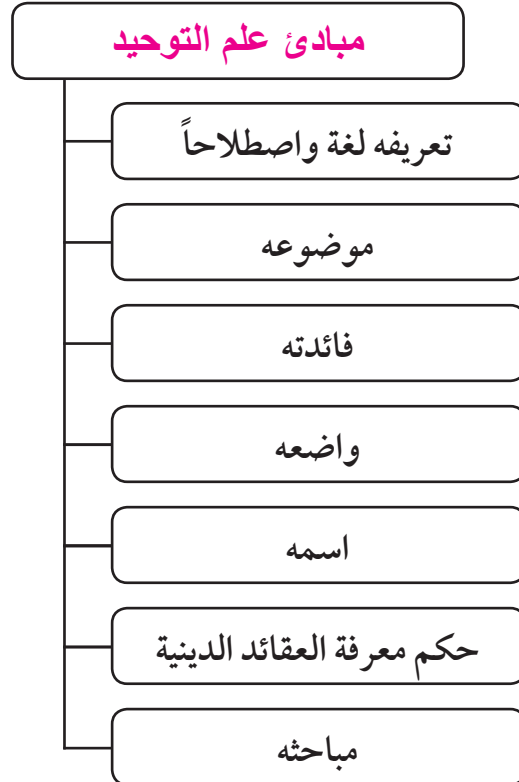 مبادئ علم التوحيد
تعريفه لغة واصطلاحاً
موضوعه
فائدته
واضعه
اسمه
حكم معرفة العقائد الدينية
مباحثه